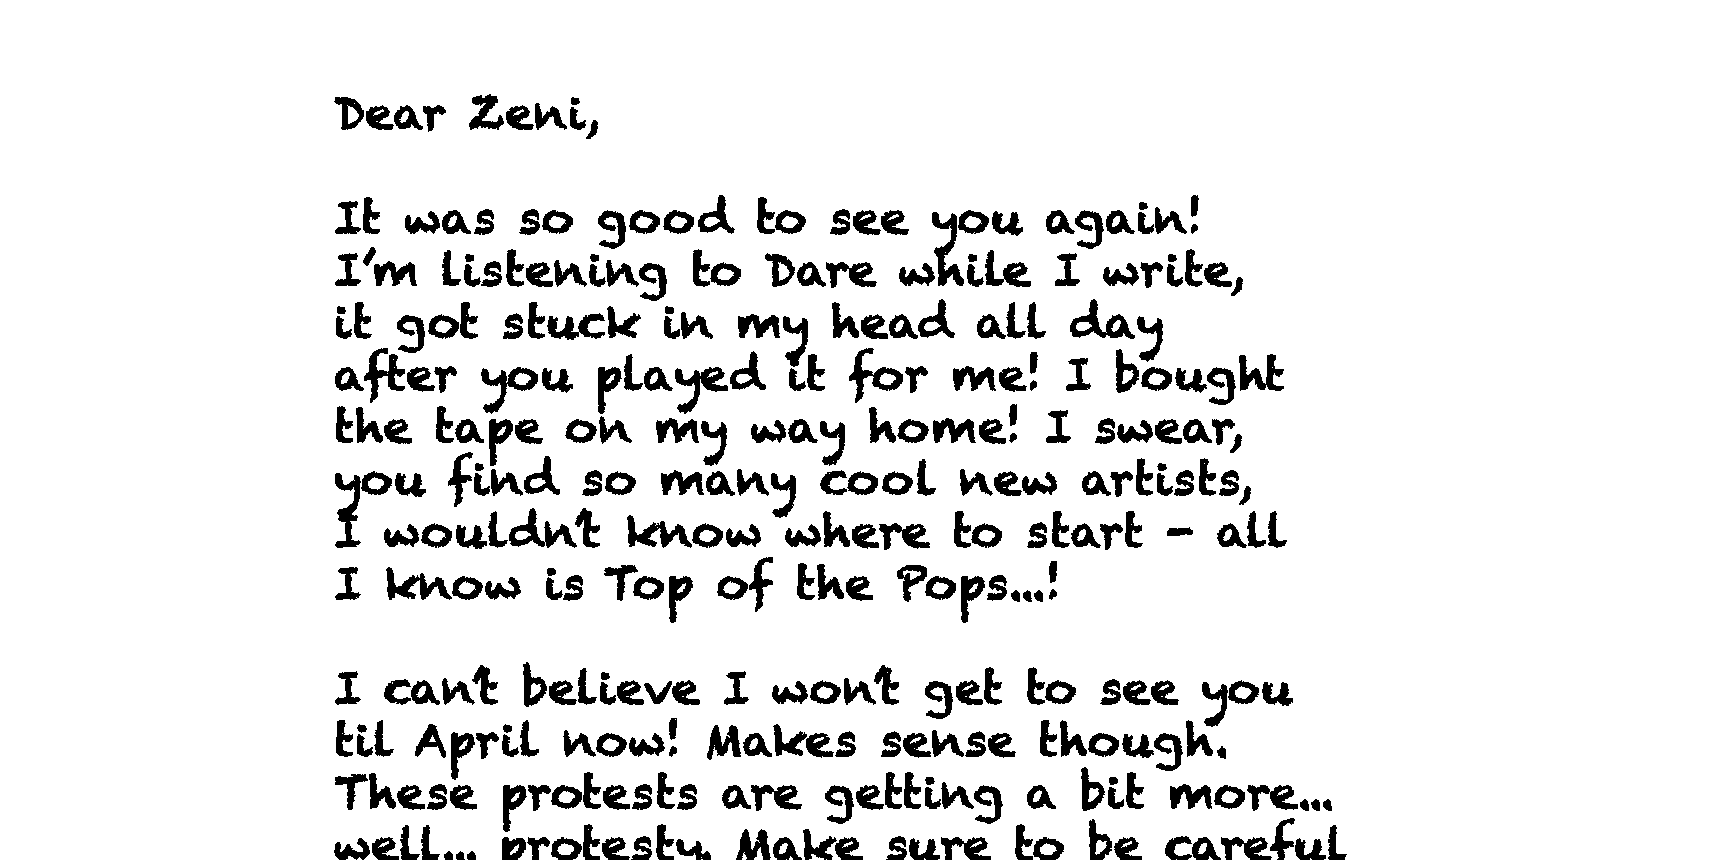 Dear Zeni,
It was so good to see you again!
I'm listening to Dare while I write,
it got stuck in my head all day
after you played it for me! I bought
the tape on my way home! I swear,
you find so many cool new artists,
I wouldn't know where to start - all
I know is Top of the Pops...!
I can't believe I won't get to see you
til April now! Makes sense though.
These protests are getting a bit more...
well... protesty. Make sure to be careful